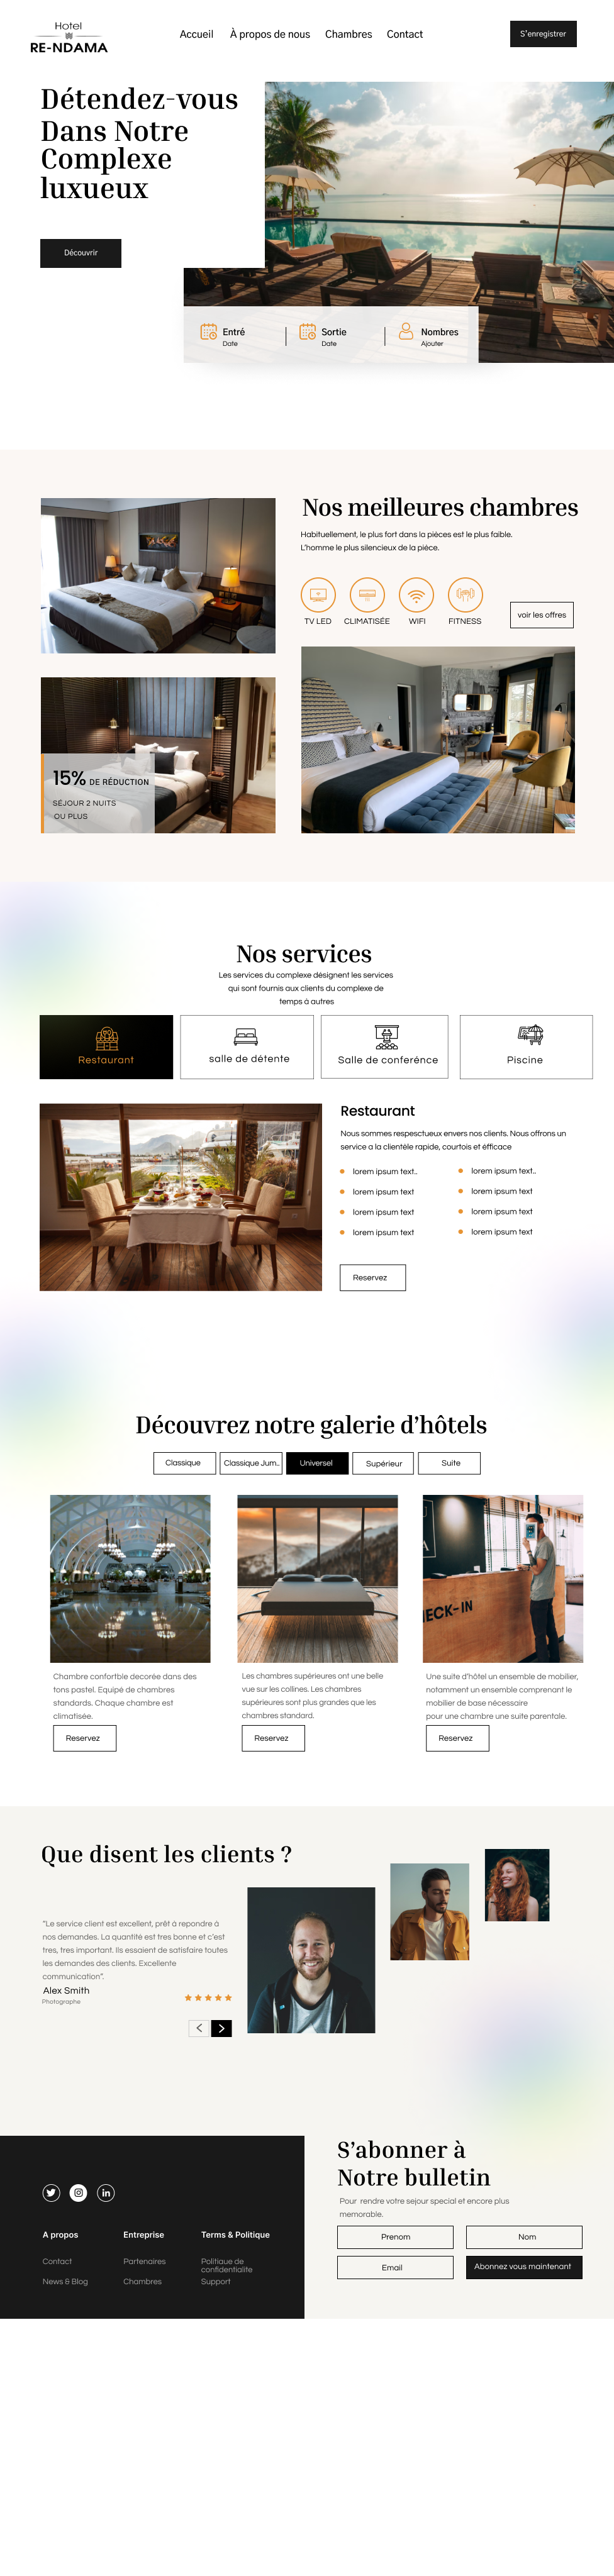 Hotel
RE-NDAMA
Accueil À propos de nous Chambres Contact
S'enregistrer
Détendez-vous
Dans Notre
Complexe
luxueux
Découvrir
Entré
Date
Sortie
Date
Nombres
Ajouter
Nos meilleures chambres
Habituellement, le plus fort dans la pièces est le plus faible.
L'homme le plus silencieux de la pièce.
TV LED CLIMATISÉE WIFI FITNESS
voir les offres
15% DE RÉDUCTION
SÉJOUR 2 NUITS
OU PLUS
Nos services
Les services du complexe désignent les services
qui sont fournis aux clients du complexe de
temps à autres
Restaurant
salle de détente
Salle de conferénce
Piscine
Restaurant
Nous sommes respesctueux envers nos clients. Nous offrons un
service a la clientèle rapide, courtois et éfficace
lorem ipsum text..
lorem ipsum text
lorem ipsum text
lorem ipsum text
lorem ipsum text..
lorem ipsum text
lorem ipsum text
lorem ipsum text
Reservez
Découvrez notre galerie d'hôtels
Classique
Classique Jum..
Universel
Supérieur
Suite
CHECK-IN
Chambre confortble decorée dans des
tons pastel. Equipé de chambres
standards. Chaque chambre est
climatisée.
Reservez
Les chambres supérieures ont une belle
vue sur les collines. Les chambres
supérieures sont plus grandes que les
chambres standard.
Reservez
Une suite d'hôtel un ensemble de mobilier,
notamment un ensemble comprenant le
mobilier de base nécessaire
pour une chambre une suite parentale.
Reservez
Que disent les clients ?
"Le service client est excellent, prêt à repondre à
nos demandes. La quantité est tres bonne et c'est
tres, tres important. Ils essaient de satisfaire toutes
les demandes des clients. Excellente
communication".
Alex Smith
Photographe
A propos
Contact
News & Blog
Entreprise
Partenaires
Chambres
Terms & Politique
Politique de
confidentialite
Support
S'abonner à
Notre bulletin
Pour rendre votre sejour special et encore plus
memorable.
Prenom
Nom
Email
Abonnez vous maintenant